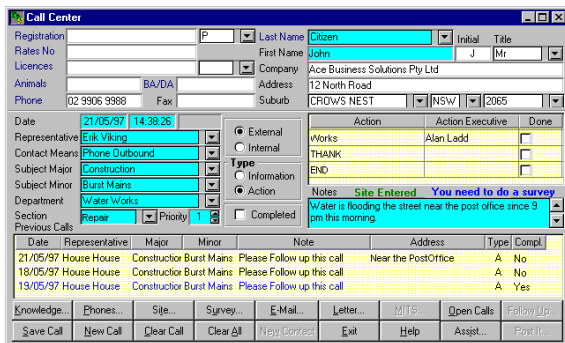 Call Center
Registration P Last Name Citizen Initial Title
Rates No First Name John J Mr
Licences Company Ace Business Solutions Pty Ltd
Animals BA/DA Address 12 North Road
Phone 02 9906 9988 Fax Suburb CROWS NEST NSW 2065
Date 21/05/97 14:38:26
Representative Erik Viking
Contact Means Phone Outbound
Subject Major Construction
Subject Minor Burst Mains
Department Water Works
Section Repair Priority 1
External
Internal
Type
Information
Action
Completed
Action Action Executive Done
Works Alan Ladd
THANK
END
Notes Site Entered You need to do a survey
Water is flooding the street near the post office since 9
pm this morning.
Previous Calls
Date Representative Major Minor Note Address Type Compl.
21/05/97 House House Construction Burst Mains Please Follow up this call Near the PostOffice A No
18/05/97 House House Construction Burst Mains Please Follow up this call A No
19/05/97 House House Construction Burst Mains Please Follow up this call A Yes
Knowledge... Phones... Site... Survey... E-Mail... Letter... MITS... Open Calls Follow Up...
Save Call New Call Clear Call Clear All New Contact Exit Help Assist... Post It...